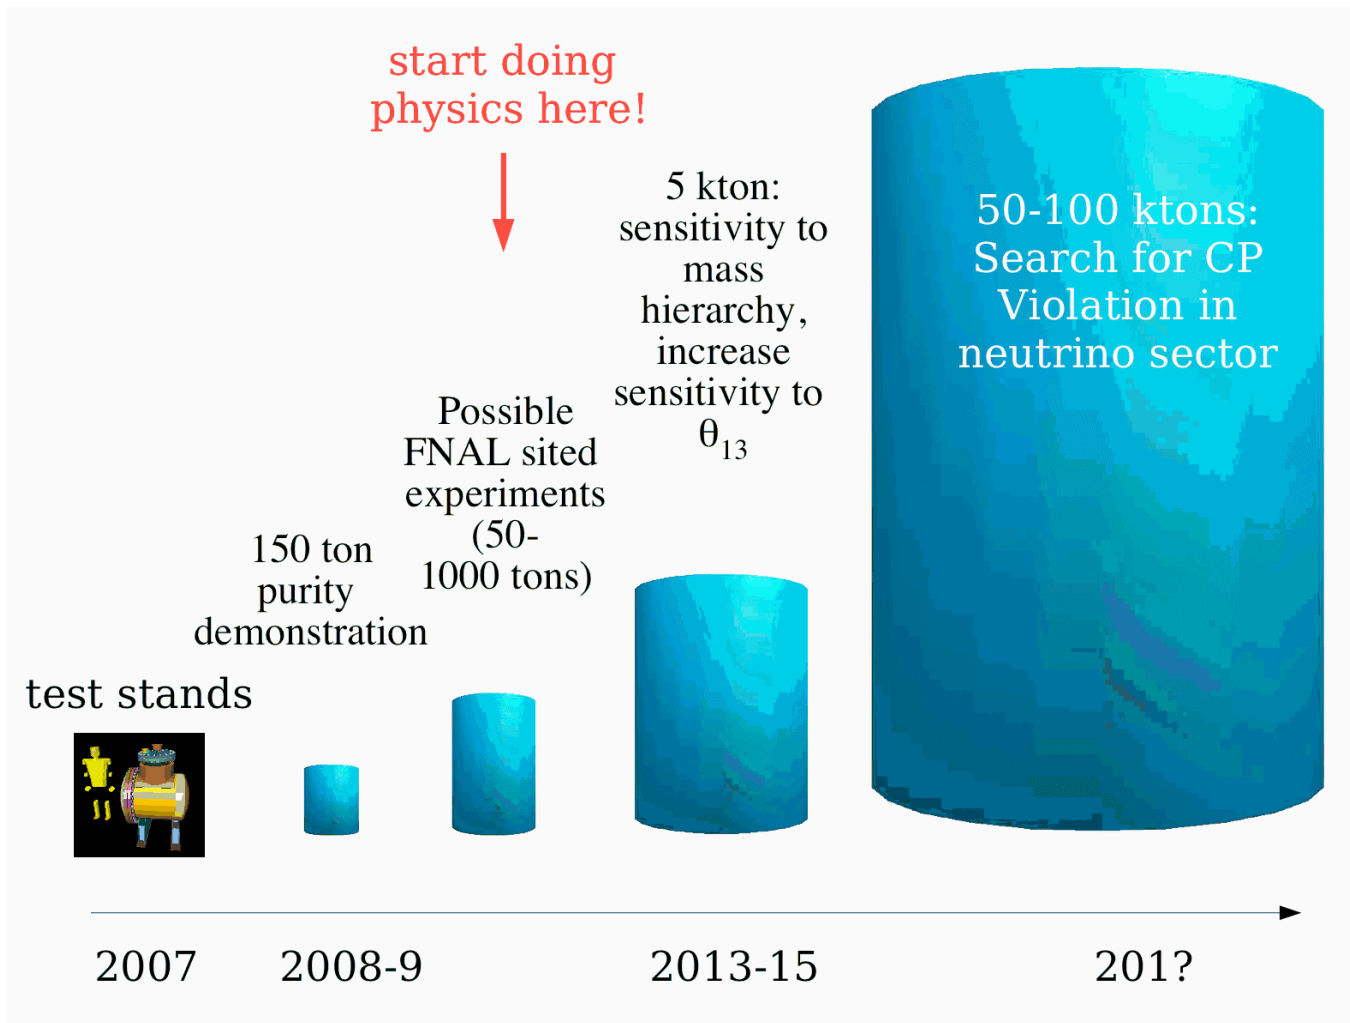 start doing
physics here!
5 kton:
sensitivity to
mass
hierarchy,
increase
sensitivity to
θ13
50-100 ktons:
Search for CP
Violation in
neutrino sector
Possible
FNAL sited
experiments
(50-
1000 tons)
150 ton
purity
demonstration
test stands
2007
2008-9
2013-15
201?